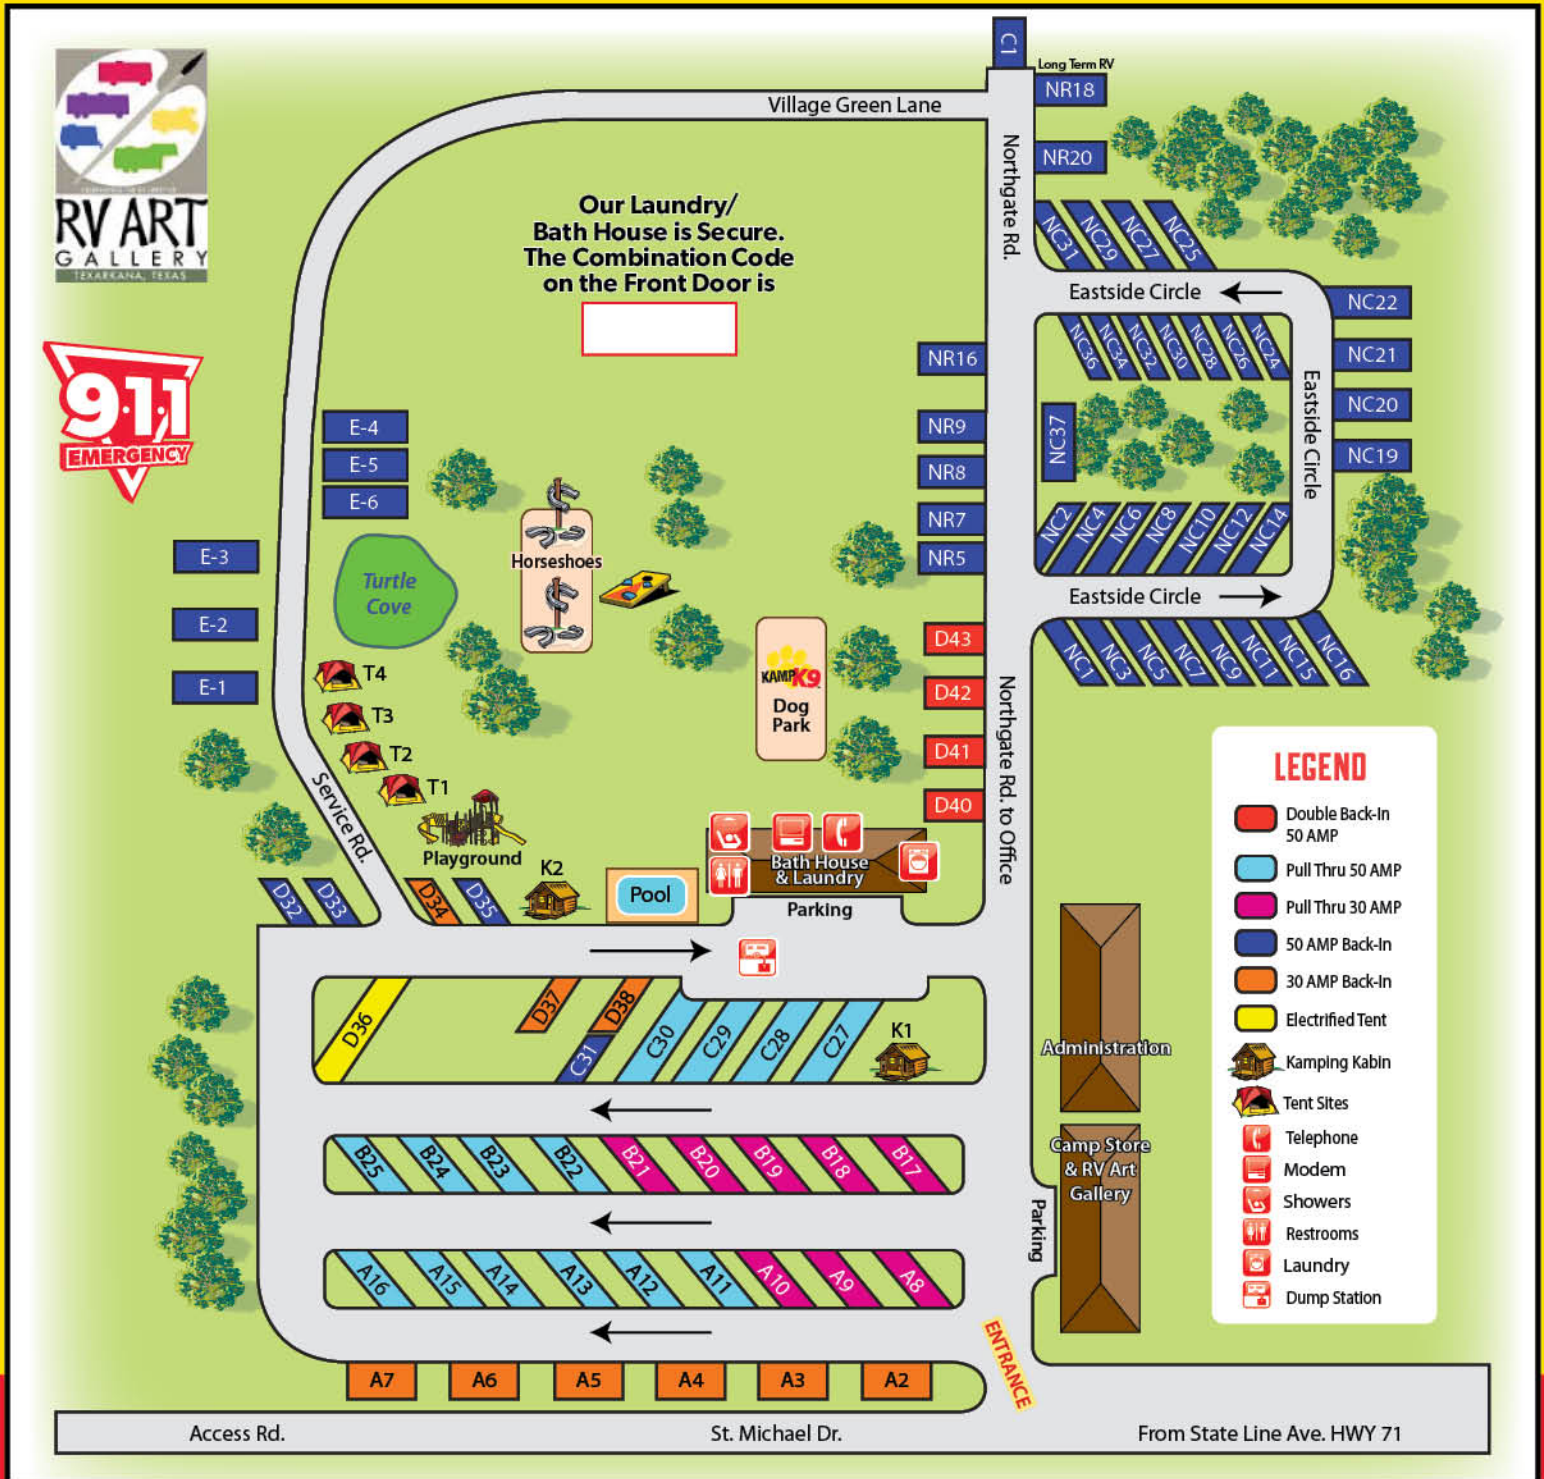 C1
Long Term RV
NR18
Village Green Lane
Northgate Rd.
NR20
RV ART
GALLERY
TEXARKANA, TEXAS
Our Laundry/
Bath House is Secure.
The Combination Code
on the Front Door is
NC31
NC29
NC27
NC25
Eastside Circle
NC22
NC21
NC20
NC19
NC36
NC34
NC32
NC30
NC28
NC26
NC24
Eastside Circle
NC37
NC2
NC4
NC6
NC8
NC10
NC12
NC14
Eastside Circle
NC1
NC3
NC5
NC7
NC9
NC11
NC15
NC16
9·1·1
EMERGENCY
NR16
NR9
NR8
NR7
NR5
E-4
E-5
E-6
E-3
E-2
E-1
Turtle
Cove
Horseshoes
KAMP K9
Dog
Park
D43
D42
D41
D40
Northgate Rd. to Office
T4
T3
T2
T1
Service Rd.
Playground
K2
Pool
Bath House
& Laundry
Parking
D32
D33
D34
D35
D36
D37
D38
C31
C30
C29
C28
C27
K1
Administration
Camp Store
& RV Art
Gallery
Parking
B25
B24
B23
B22
B21
B20
B19
B18
B17
A16
A15
A14
A13
A12
A11
A10
A9
A8
A7
A6
A5
A4
A3
A2
ENTRANCE
Access Rd.
St. Michael Dr.
From State Line Ave. HWY 71
LEGEND
Double Back-In
50 AMP
Pull Thru 50 AMP
Pull Thru 30 AMP
50 AMP Back-In
30 AMP Back-In
Electrified Tent
Kamping Kabin
Tent Sites
Telephone
Modem
Showers
Restrooms
Laundry
Dump Station